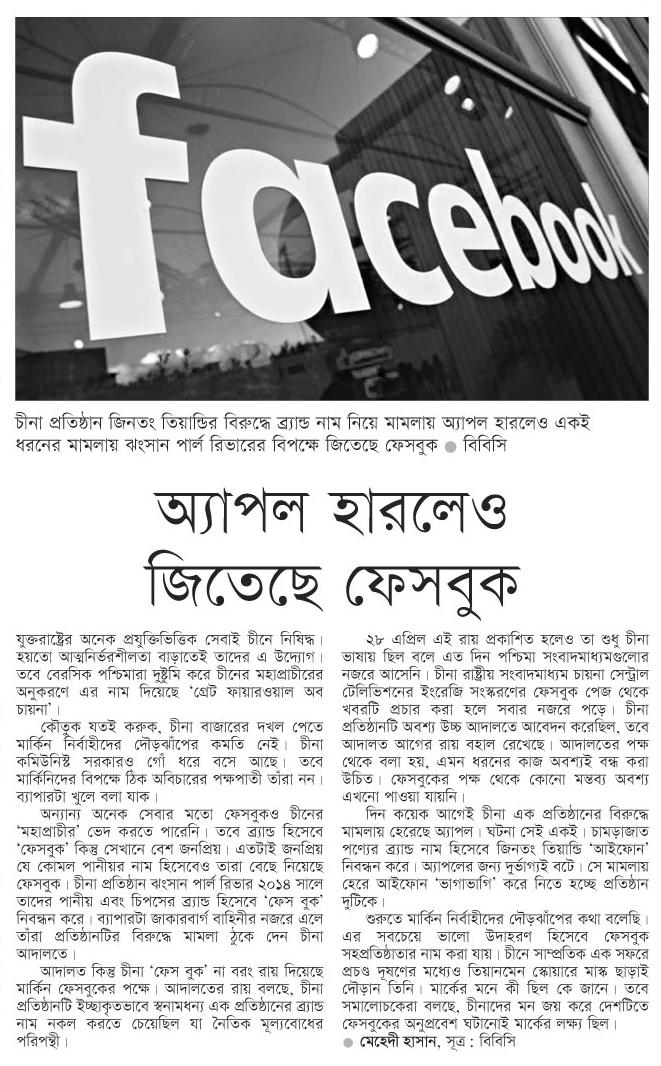 facebook
চীনা প্রতিষ্ঠান জিনতং তিয়ান্ডির বিরুদ্ধে ব্র্যান্ড নাম নিয়ে মামলায় অ্যাপল হারলেও একই
ধরনের মামলায় ঝংসান পার্ল রিভারের বিপক্ষে জিতেছে ফেসবুক ● বিবিসি
অ্যাপল হারলেও
জিতেছে ফেসবুক
যুক্তরাষ্ট্রের অনেক প্রযুক্তিভিত্তিক সেবাই চীনে নিষিদ্ধ।
হয়তো আত্মনির্ভরশীলতা বাড়াতেই তাদের এ উদ্যোগ।
তবে বেরসিক পশ্চিমারা দুষ্টুমি করে চীনের মহাপ্রাচীরের
অনুকরণে এর নাম দিয়েছে ‘গ্রেট ফায়ারওয়াল অব
চায়না’।
কৌতুক যতই করুক, চীনা বাজারের দখল পেতে
মার্কিন নির্বাহীদের দৌড়ঝাঁপের কমতি নেই। চীনা
কমিউনিস্ট সরকারও গোঁ ধরে বসে আছে। তবে
মার্কিনিদের বিপক্ষে ঠিক অবিচারের পক্ষপাতী তাঁরা নন।
ব্যাপারটা খুলে বলা যাক।
অন্যান্য অনেক সেবার মতো ফেসবুকও চীনের
‘মহাপ্রাচীর’ ভেদ করতে পারেনি। তবে ব্র্যান্ড হিসেবে
‘ফেসবুক’ কিন্তু সেখানে বেশ জনপ্রিয়। এতটাই জনপ্রিয়
যে কোমল পানীয়র নাম হিসেবেও তারা বেছে নিয়েছে
ফেসবুক। চীনা প্রতিষ্ঠান ঝংসান পার্ল রিভার ২০১৪ সালে
তাদের পানীয় এবং চিপসের ব্র্যান্ড হিসেবে ‘ফেস বুক’
নিবন্ধন করে। ব্যাপারটা জাকারবার্গ বাহিনীর নজরে এলে
তাঁরা প্রতিষ্ঠানটির বিরুদ্ধে মামলা ঠুকে দেন চীনা
আদালতে।
আদালত কিন্তু চীনা ‘ফেস বুক’ না বরং রায় দিয়েছে
মার্কিন ফেসবুকের পক্ষে। আদালতের রায় বলছে, চীনা
প্রতিষ্ঠানটি ইচ্ছাকৃতভাবে স্বনামধন্য এক প্রতিষ্ঠানের ব্র্যান্ড
নাম নকল করতে চেয়েছিল যা নৈতিক মূল্যবোধের
পরিপন্থী।
২৮ এপ্রিল এই রায় প্রকাশিত হলেও তা শুধু চীনা
ভাষায় ছিল বলে এত দিন পশ্চিমা সংবাদমাধ্যমগুলোর
নজরে আসেনি। চীনা রাষ্ট্রীয় সংবাদমাধ্যম চায়না সেন্ট্রাল
টেলিভিশনের ইংরেজি সংস্করণের ফেসবুক পেজ থেকে
খবরটি প্রচার করা হলে সবার নজরে পড়ে। চীনা
প্রতিষ্ঠানটি অবশ্য উচ্চ আদালতে আবেদন করেছিল, তবে
আদালত আগের রায় বহাল রেখেছে। আদালতের পক্ষ
থেকে বলা হয়, এমন ধরনের কাজ অবশ্যই বন্ধ করা
উচিত। ফেসবুকের পক্ষ থেকে কোনো মন্তব্য অবশ্য
এখনো পাওয়া যায়নি।
দিন কয়েক আগেই চীনা এক প্রতিষ্ঠানের বিরুদ্ধে
মামলায় হেরেছে অ্যাপল। ঘটনা সেই একই। চামড়াজাত
পণ্যের ব্র্যান্ড নাম হিসেবে জিনতং তিয়ান্ডি ‘আইফোন’
নিবন্ধন করে। অ্যাপলের জন্য দুর্ভাগ্যই বটে। সে মামলায়
হেরে আইফোন ‘ভাগাভাগি’ করে নিতে হচ্ছে প্রতিষ্ঠান
দুটিকে।
শুরুতে মার্কিন নির্বাহীদের দৌড়ঝাঁপের কথা বলেছি।
এর সবচেয়ে ভালো উদাহরণ হিসেবে ফেসবুক
সহপ্রতিষ্ঠাতার নাম করা যায়। চীনে সাম্প্রতিক এক সফরে
প্রচণ্ড দূষণের মধ্যেও তিয়ানমেন স্কোয়ারে মাস্ক ছাড়াই
দৌড়ান তিনি। মার্কের মনে কী ছিল কে জানে। তবে
সমালোচকেরা বলছে, চীনাদের মন জয় করে দেশটিতে
ফেসবুকের অনুপ্রবেশ ঘটানোই মার্কের লক্ষ্য ছিল।
● মেহেদী হাসান, সূত্র : বিবিসি